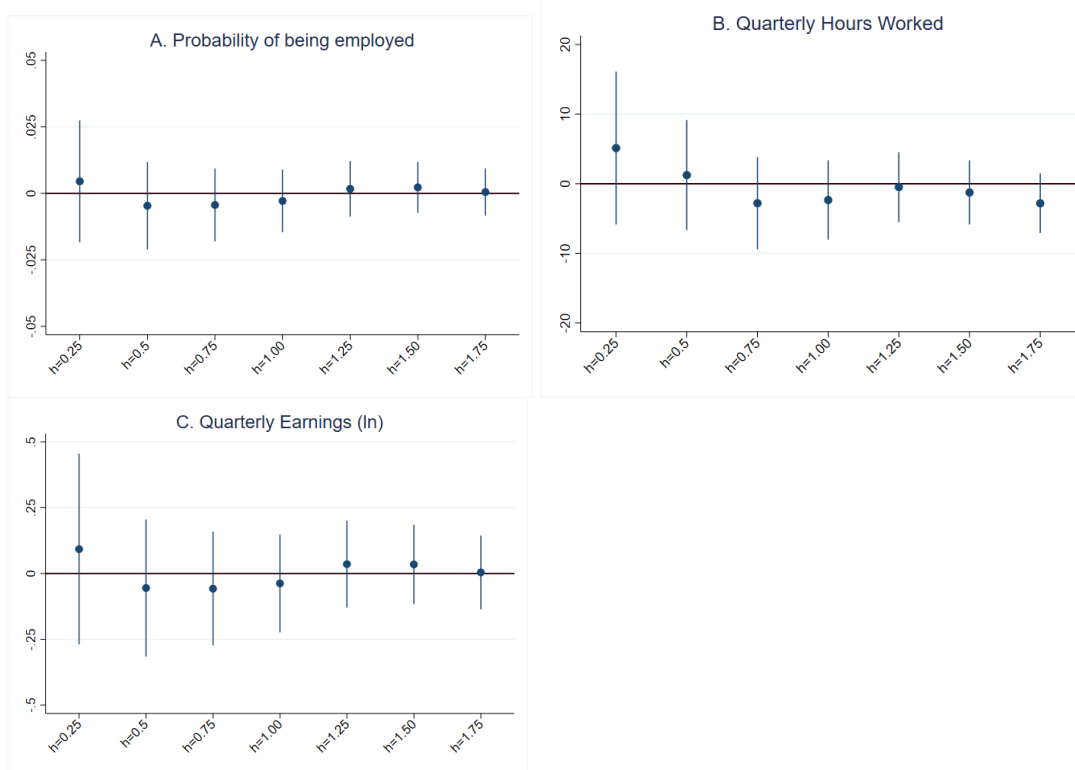 A. Probability of being employed
.05
.025
0
-.025
-.05
h=0.25
h=0.5
h=0.75
h=1.00
h=1.25
h=1.50
h=1.75
B. Quarterly Hours Worked
20
10
0
-10
-20
h=0.25
h=0.5
h=0.75
h=1.00
h=1.25
h=1.50
h=1.75
C. Quarterly Earnings (ln)
.5
.25
0
-.25
-.5
h=0.25
h=0.5
h=0.75
h=1.00
h=1.25
h=1.50
h=1.75